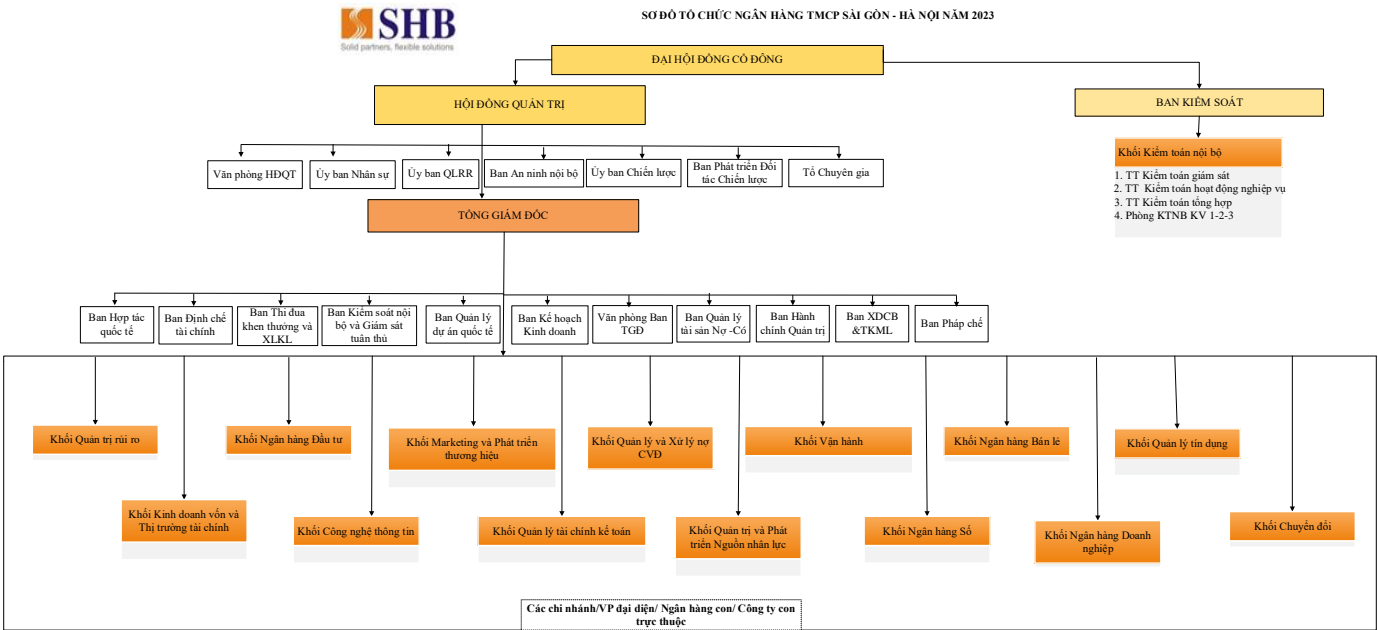 SHB
Solid partners, flexible solutions
SƠ ĐỒ TỔ CHỨC NGÂN HÀNG TMCP SÀI GÒN - HÀ NỘI NĂM 2023
ĐẠI HỘI ĐỒNG CỔ ĐÔNG
HỘI ĐỒNG QUẢN TRỊ
BAN KIỂM SOÁT
Khối Kiểm toán nội bộ
1. TT Kiểm toán giám sát
2. TT Kiểm toán hoạt động nghiệp vụ
3. TT Kiểm toán tổng hợp
4. Phòng KTNB KV 1-2-3
Văn phòng HĐQT
Ủy ban Nhân sự
Ủy ban QLRR
Ban An ninh nội bộ
Ủy ban Chiến lược
Ban Phát triển Đối
tác Chiến lược
Tổ Chuyên gia
TỔNG GIÁM ĐỐC
Ban Hợp tác
quốc tế
Ban Định chế
tài chính
Ban Thi đua
khen thưởng và
XLKL
Ban Kiểm soát nội
bộ và Giám sát
tuân thủ
Ban Quản lý
dự án quốc tế
Ban Kế hoạch
Kinh doanh
Văn phòng Ban
TGĐ
Ban Quản lý
tài sản Nợ -Có
Ban Hành
chính Quản trị
Ban XDCB
&TKML
Ban Pháp chế
Khối Quản trị rủi ro
Khối Ngân hàng Đầu tư
Khối Marketing và Phát triển
thương hiệu
Khối Quản lý và Xử lý nợ
CVĐ
Khối Vận hành
Khối Ngân hàng Bán lẻ
Khối Quản lý tín dụng
Khối Kinh doanh vốn và
Thị trường tài chính
Khối Công nghệ thông tin
Khối Quản lý tài chính kế toán
Khối Quản trị và Phát
triển Nguồn nhân lực
Khối Ngân hàng Số
Khối Ngân hàng Doanh
nghiệp
Khối Chuyển đổi
Các chi nhánh/VP đại diện/ Ngân hàng con/ Công ty con
trực thuộc